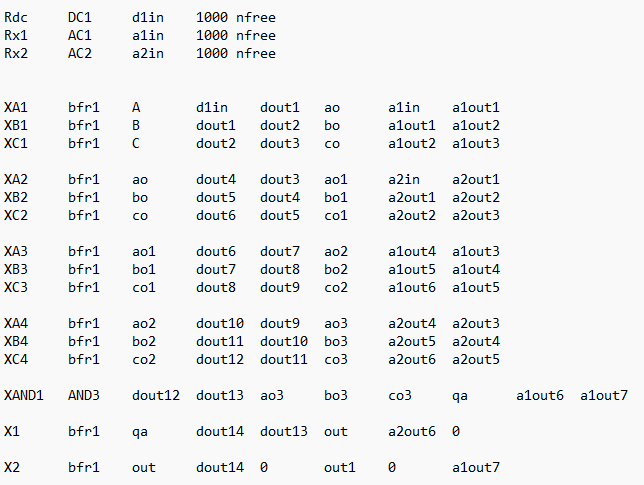 Rdc DC1 d1in 1000 nfree
Rx1 AC1 a1in 1000 nfree
Rx2 AC2 a2in 1000 nfree
XA1 bfr1 A d1in dout1 ao a1in a1out1
XB1 bfr1 B dout1 dout2 bo a1out1 a1out2
XC1 bfr1 C dout2 dout3 co a1out2 a1out3
XA2 bfr1 ao dout4 dout3 ao1 a2in a2out1
XB2 bfr1 bo dout5 dout4 bo1 a2out1 a2out2
XC2 bfr1 co dout6 dout5 co1 a2out2 a2out3
XA3 bfr1 ao1 dout6 dout7 ao2 a1out4 a1out3
XB3 bfr1 bo1 dout7 dout8 bo2 a1out5 a1out4
XC3 bfr1 co1 dout8 dout9 co2 a1out6 a1out5
XA4 bfr1 ao2 dout10 dout9 ao3 a2out4 a2out3
XB4 bfr1 bo2 dout11 dout10 bo3 a2out5 a2out4
XC4 bfr1 co2 dout12 dout11 co3 a2out6 a2out5
XAND1 AND3 dout12 dout13 ao3 bo3 co3 qa a1out6 a1out7
X1 bfr1 qa dout14 dout13 out a2out6 0
X2 bfr1 out dout14 0 out1 0 a1out7